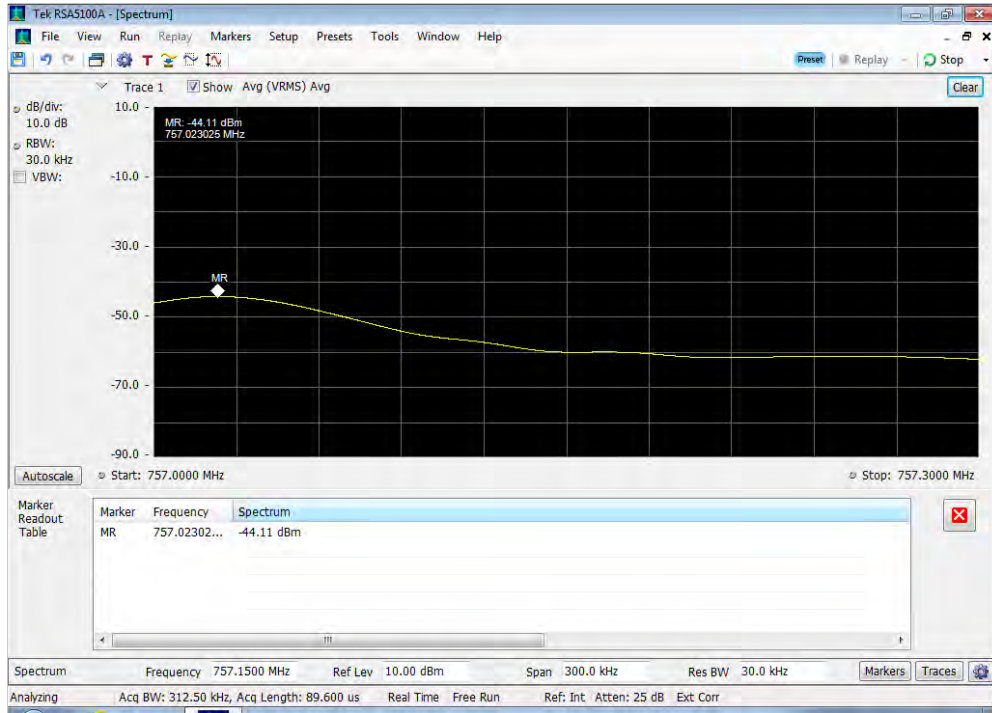 Tek RSA5100A - [Spectrum]
File View Run Replay Markers Setup Presets Tools Window Help
T Preset Replay Stop
Trace 1 Show Avg (VRMS) Avg Clear
dB/div:
10.0 dB
RBW:
30.0 kHz
VBW:
10.0
MR: -44.11 dBm
757.023025 MHz
-10.0
-30.0
MR
-50.0
-70.0
-90.0
Autoscale Start: 757.0000 MHz Stop: 757.3000 MHz
Marker
Readout
Table
Marker Frequency Spectrum
MR 757.02302... -44.11 dBm
Spectrum Frequency 757.1500 MHz Ref Lev 10.00 dBm Span 300.0 kHz Res BW 30.0 kHz Markers Traces
Analyzing Acq BW: 312.50 kHz, Acq Length: 89.600 us Real Time Free Run Ref: Int Atten: 25 dB Ext Corr